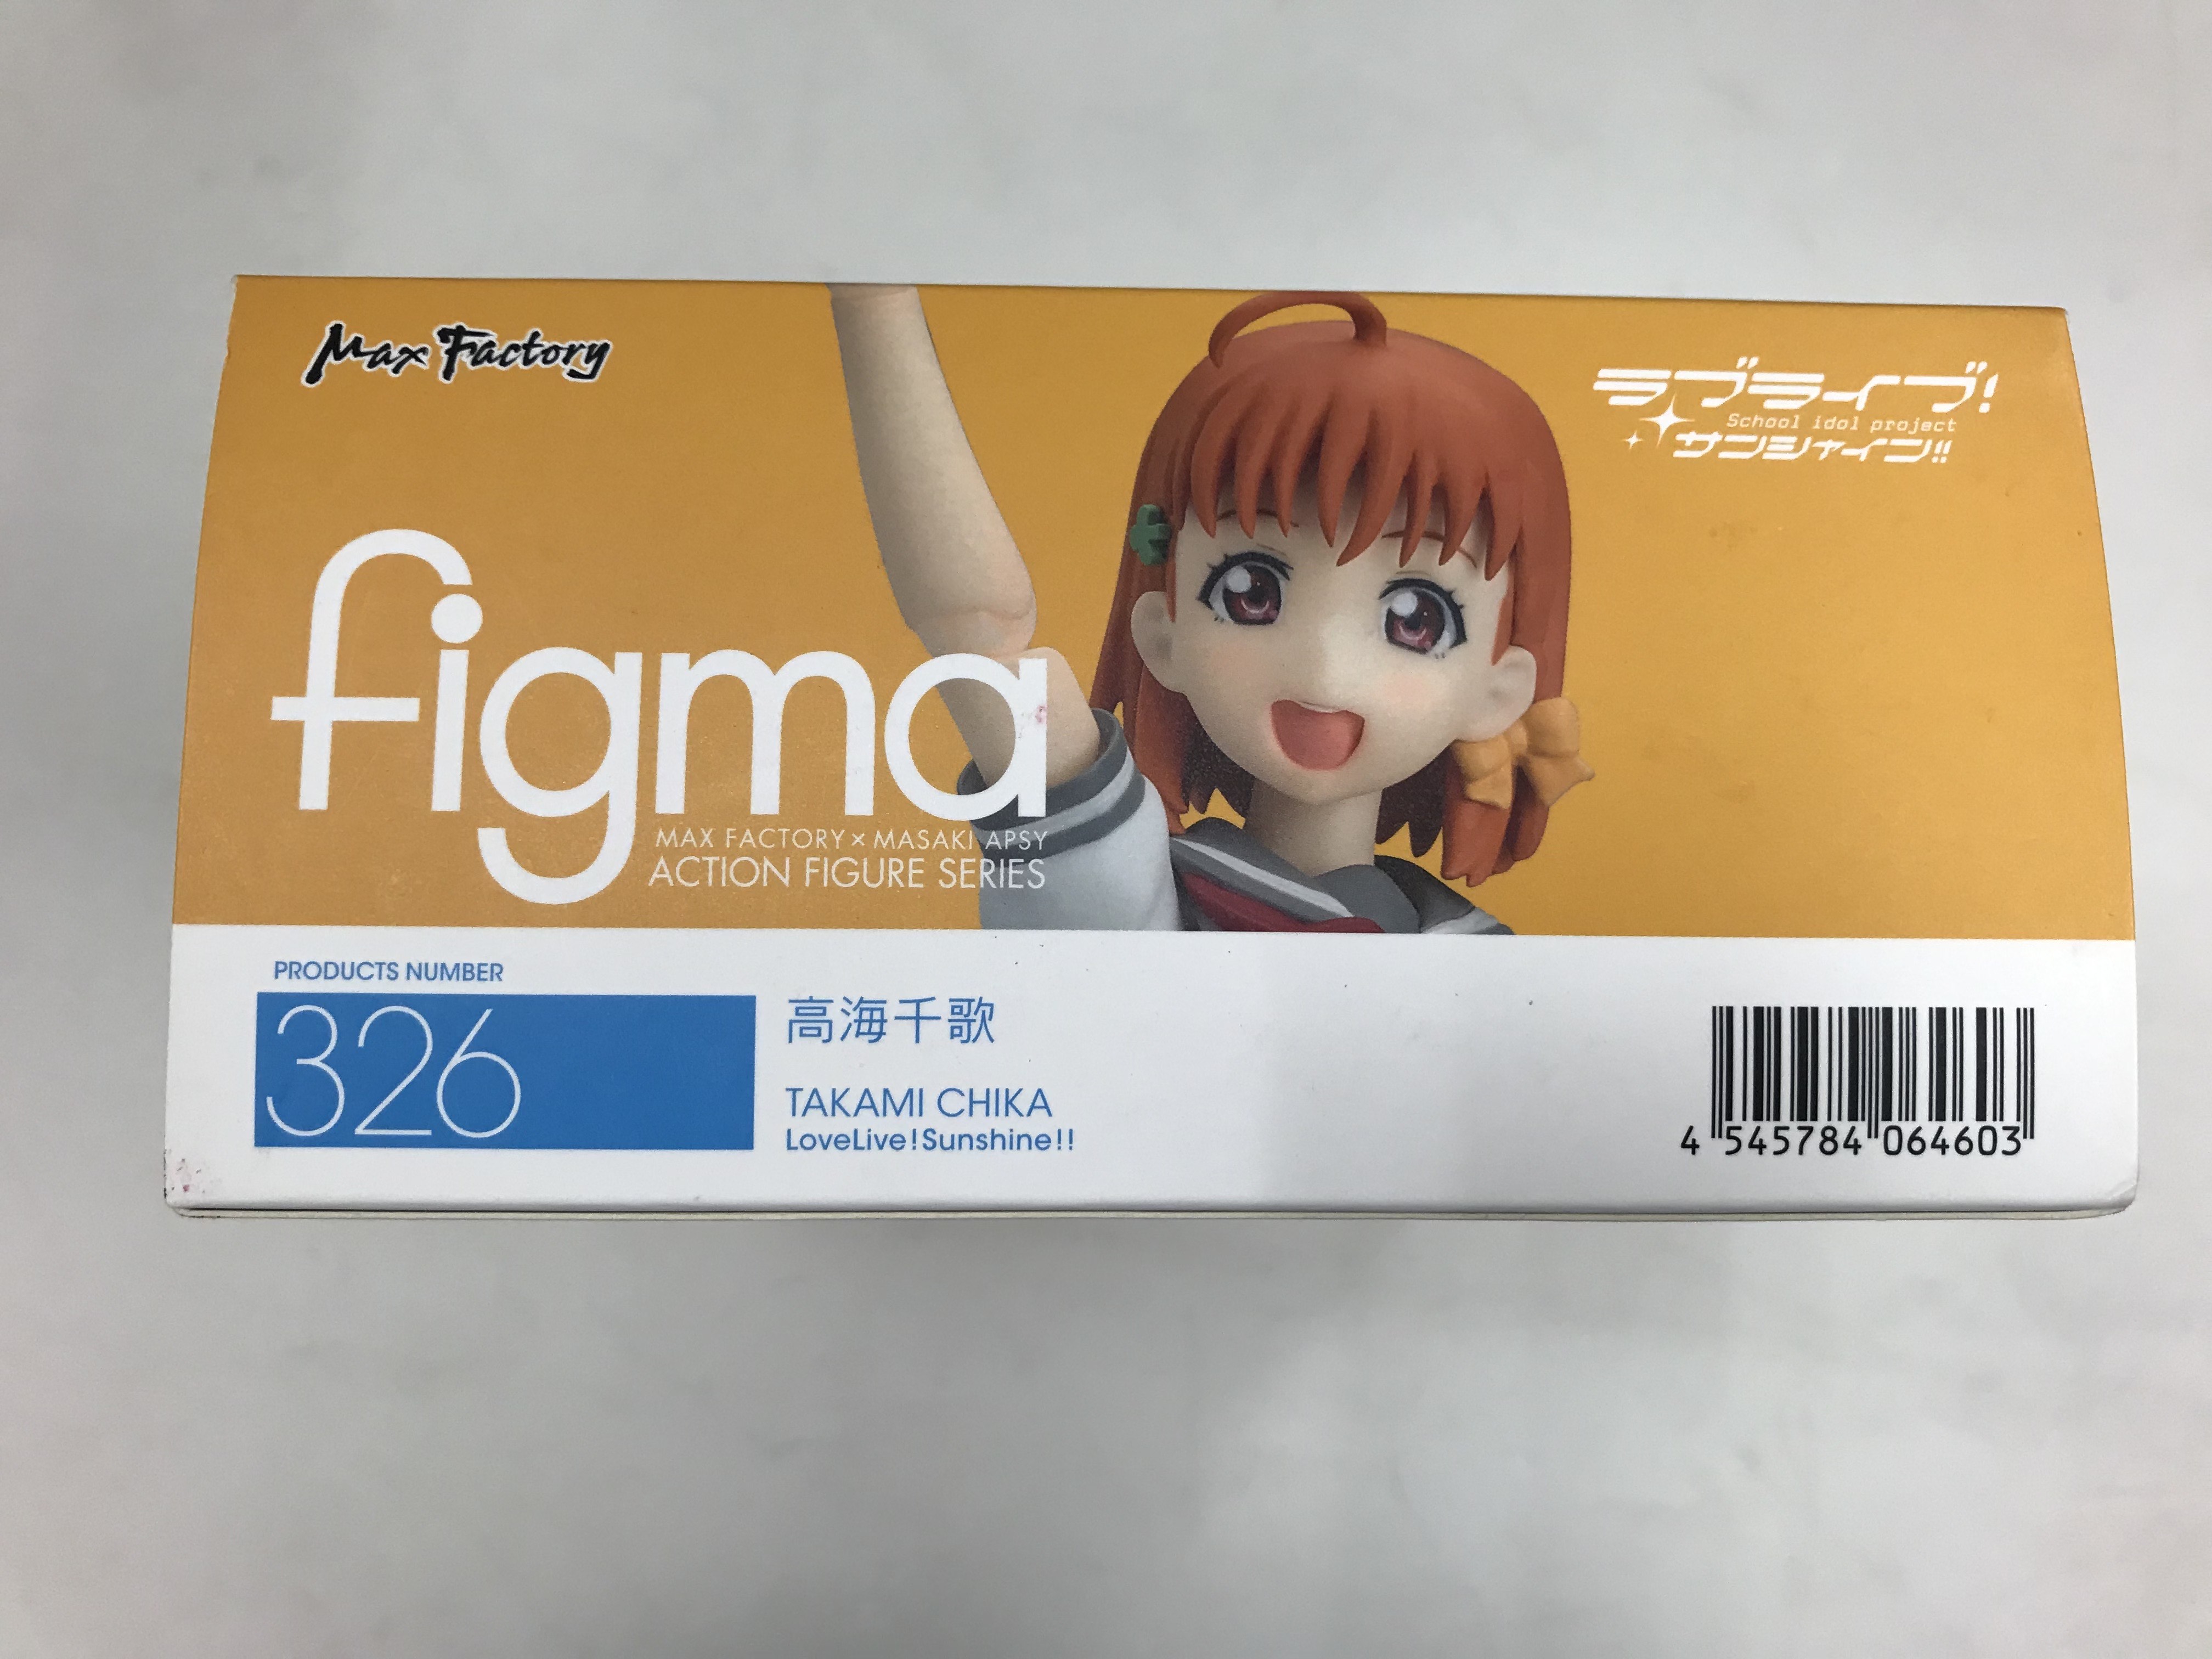 Max Factory
ラブライブ!
School idol project
サンシャイン!!
figma
MAX FACTORY×MASAKI APSY
ACTION FIGURE SERIES
PRODUCTS NUMBER
326
高海千歌
TAKAMI CHIKA
LoveLive!Sunshine!!
4 545784 064603